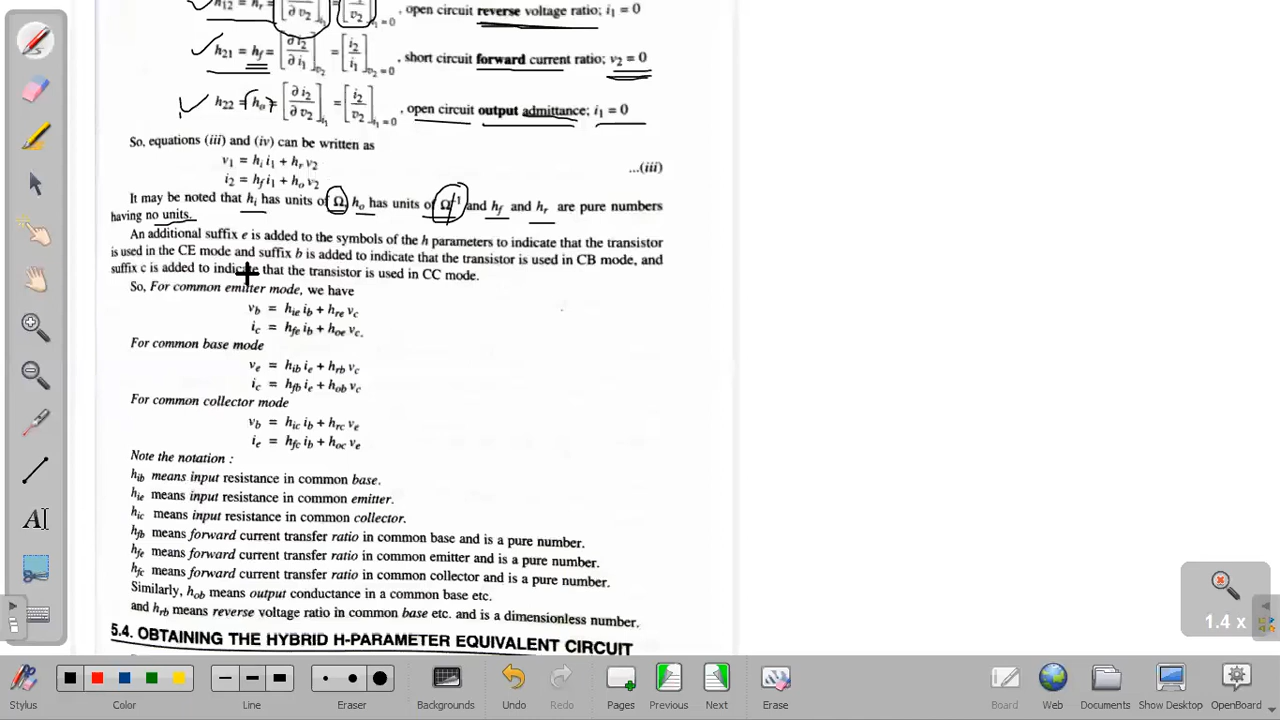 h12 = hr = [∂ v2]i1 = [v2]i1 = 0 , open circuit reverse voltage ratio; i1 = 0
h21 = hf = [∂ i2 / ∂ i1]v2 = [i2 / i1]v2 = 0 , short circuit forward current ratio; v2 = 0
h22 = ho = [∂ i2 / ∂ v2]i1 = [i2 / v2]i1 = 0 , open circuit output admittance; i1 = 0
So, equations (iii) and (iv) can be written as
v1 = hi i1 + hr v2
...(iii)
i2 = hf i1 + ho v2
It may be noted that hi has units of Ω, ho has units of Ω-1 and hf and hr are pure numbers
having no units.
An additional suffix e is added to the symbols of the h parameters to indicate that the transistor
is used in the CE mode and suffix b is added to indicate that the transistor is used in CB mode, and
suffix c is added to indicate that the transistor is used in CC mode.
So, For common emitter mode, we have
vb = hie ib + hre vc
ic = hfe ib + hoe vc.
For common base mode
ve = hib ie + hrb vc
ic = hfb ie + hob vc
For common collector mode
vb = hic ib + hrc ve
ie = hfc ib + hoc ve
Note the notation :
hib means input resistance in common base.
hie means input resistance in common emitter.
hic means input resistance in common collector.
hfb means forward current transfer ratio in common base and is a pure number.
hfe means forward current transfer ratio in common emitter and is a pure number.
hfc means forward current transfer ratio in common collector and is a pure number.
Similarly, hob means output conductance in a common base etc.
and hrb means reverse voltage ratio in common base etc. and is a dimensionless number.
5.4. OBTAINING THE HYBRID H-PARAMETER EQUIVALENT CIRCUIT
1.4 x
Stylus Color Line Eraser Backgrounds Undo Redo Pages Previous Next Erase Board Web Documents Show Desktop OpenBoard